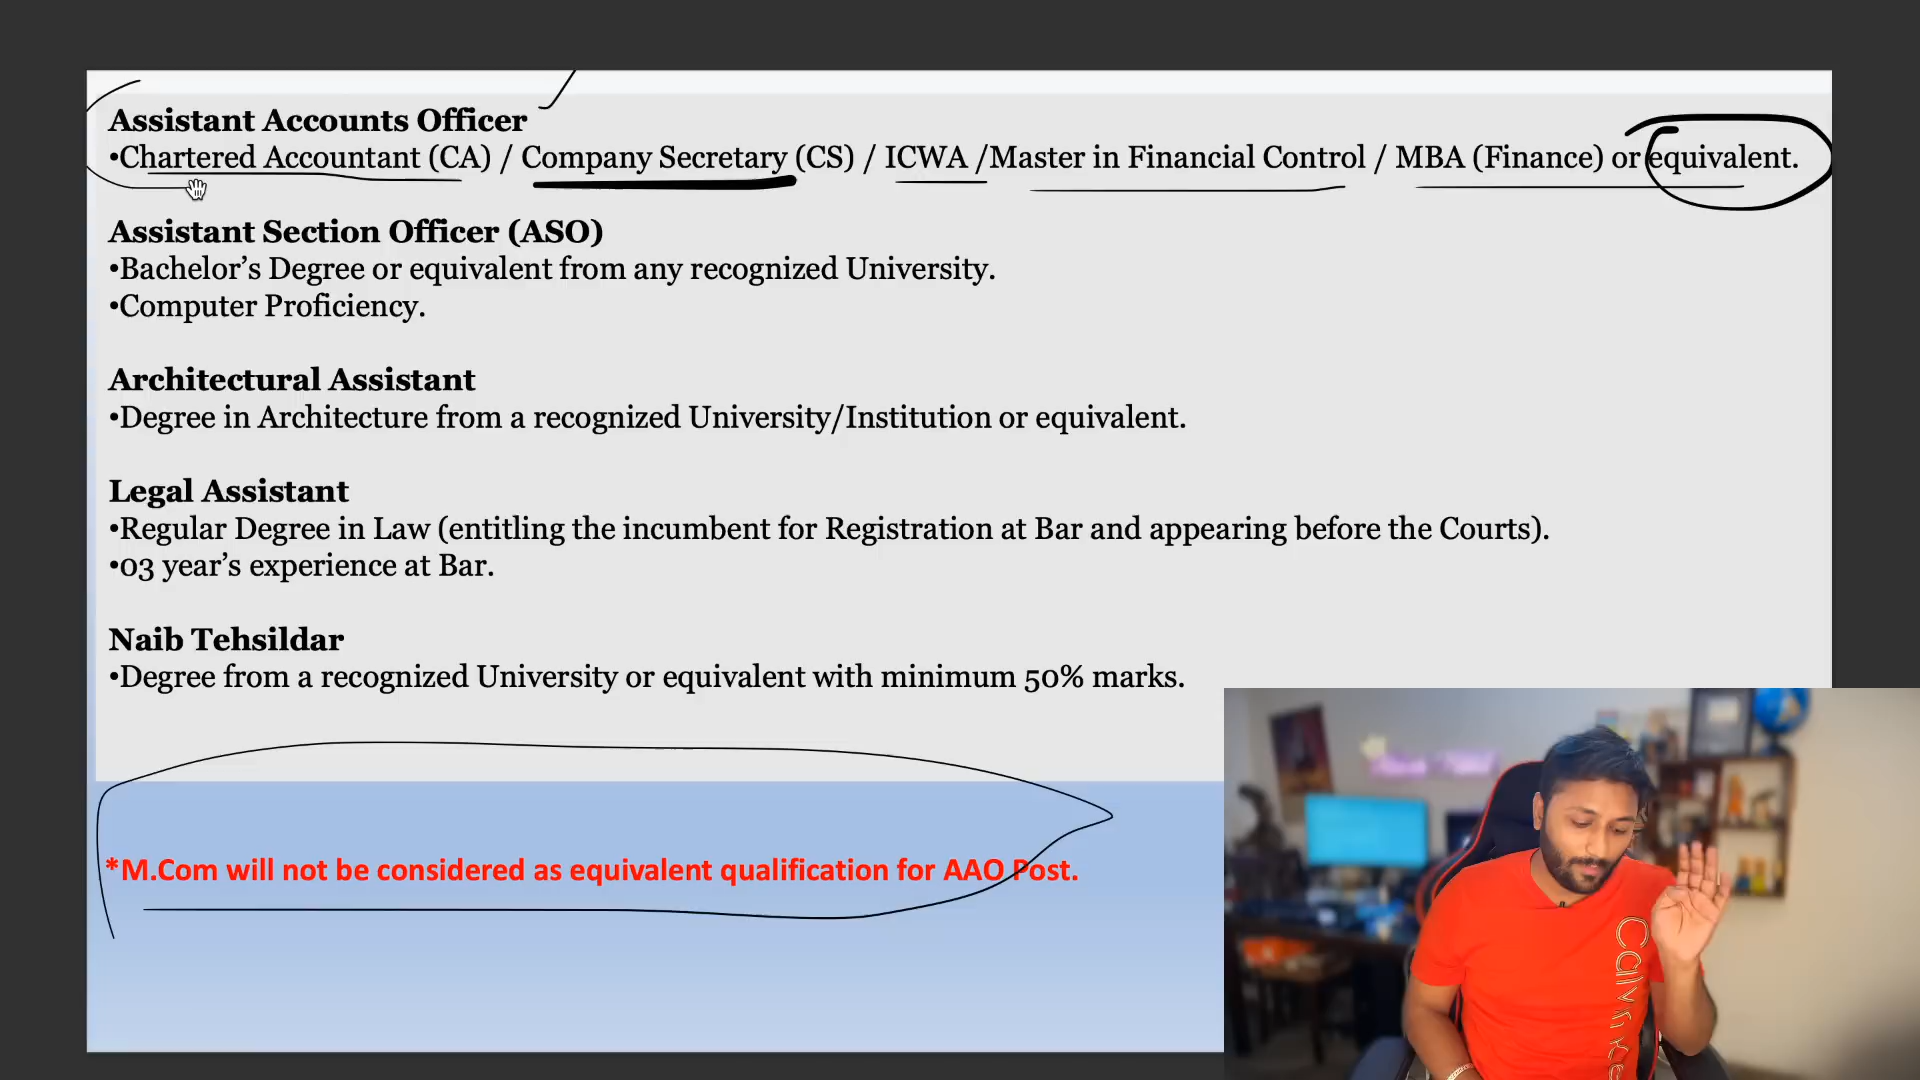 Assistant Accounts Officer
•Chartered Accountant (CA) / Company Secretary (CS) / ICWA /Master in Financial Control / MBA (Finance) or equivalent.
Assistant Section Officer (ASO)
•Bachelor’s Degree or equivalent from any recognized University.
•Computer Proficiency.
Architectural Assistant
•Degree in Architecture from a recognized University/Institution or equivalent.
Legal Assistant
•Regular Degree in Law (entitling the incumbent for Registration at Bar and appearing before the Courts).
•03 year’s experience at Bar.
Naib Tehsildar
•Degree from a recognized University or equivalent with minimum 50% marks.
*M.Com will not be considered as equivalent qualification for AAO Post.